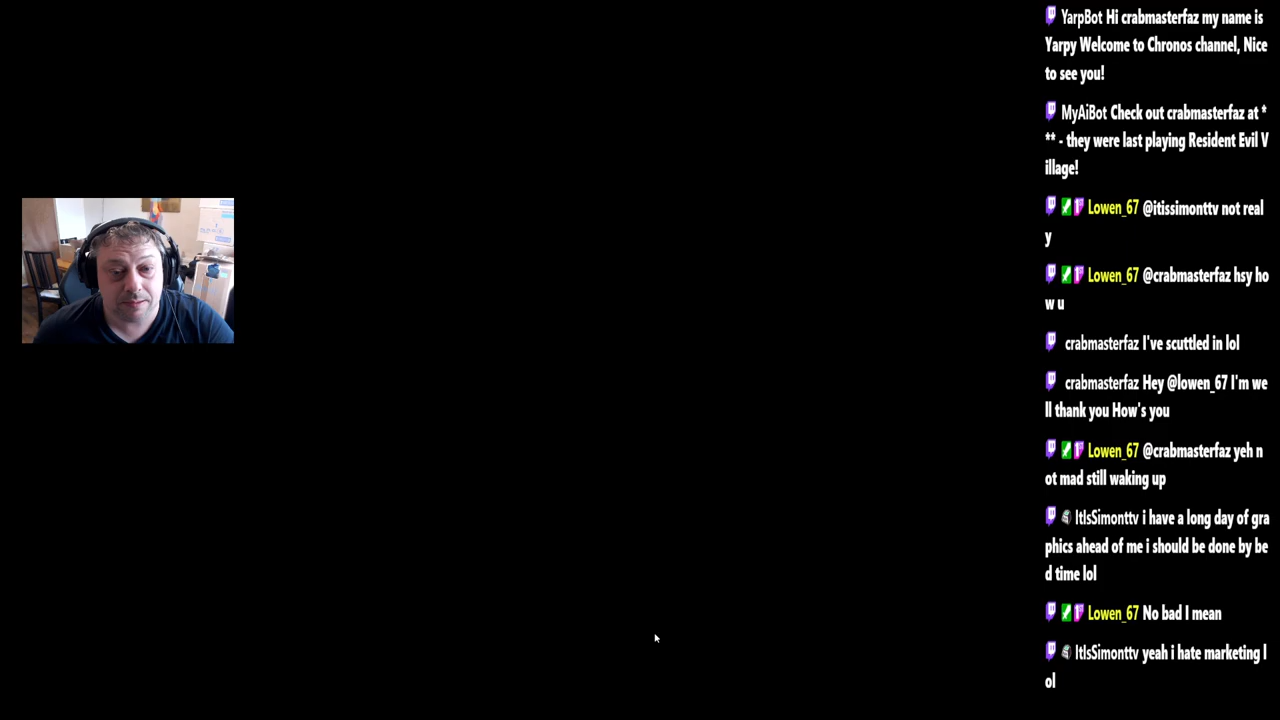 YarpBot Hi crabmasterfaz my name is
Yarpy Welcome to Chronos channel, Nice
to see you!
MyAiBot Check out crabmasterfaz at *
** - they were last playing Resident Evil V
illage!
Lowen_67 @itissimonttv not real
y
Lowen_67 @crabmasterfaz hsy ho
w u
crabmasterfaz I've scuttled in lol
crabmasterfaz Hey @lowen_67 I'm we
ll thank you How's you
Lowen_67 @crabmasterfaz yeh n
ot mad still waking up
ItIsSimonttv i have a long day of gra
phics ahead of me i should be done by be
d time lol
Lowen_67 No bad I mean
ItIsSimonttv yeah i hate marketing l
ol